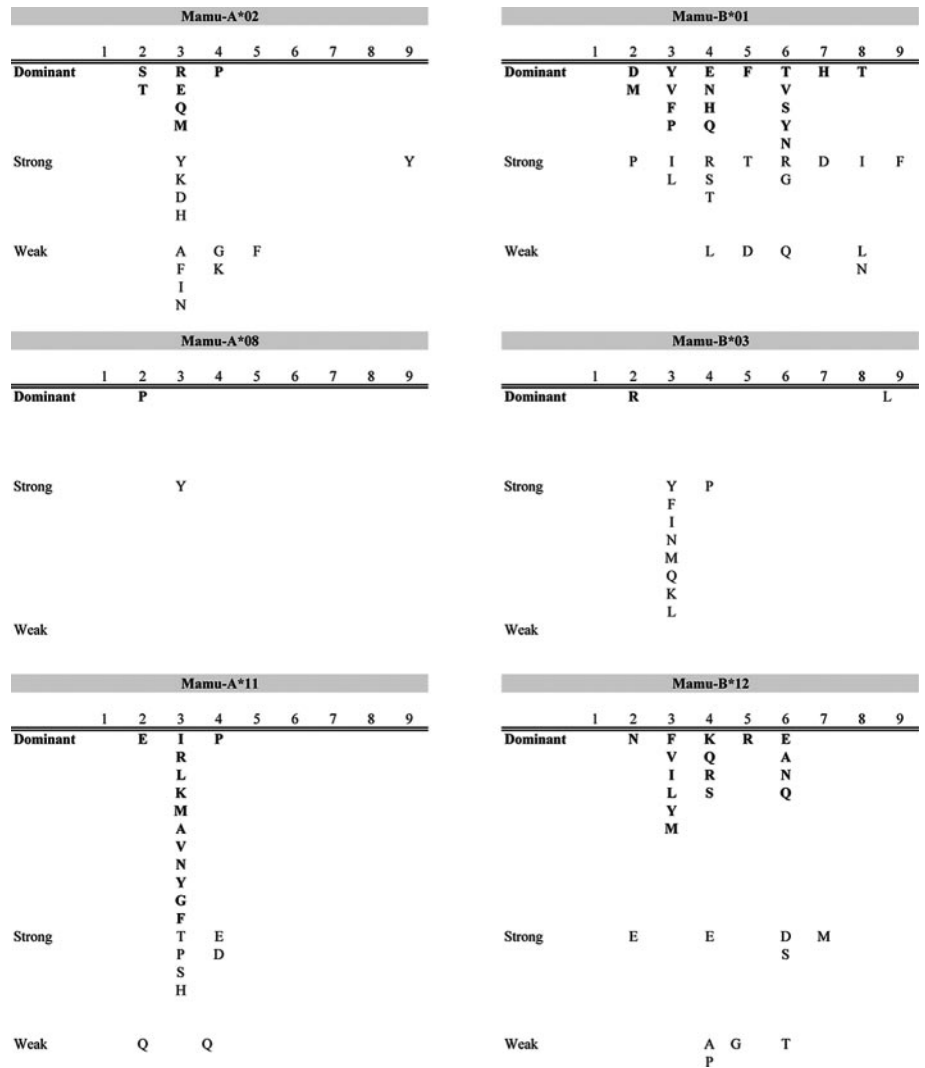 Mamu-A*02
1 2 3 4 5 6 7 8 9
Dominant S R P
T E
Q
M
Strong Y Y
K
D
H
Weak A G F
F K
I
N
Mamu-B*01
1 2 3 4 5 6 7 8 9
Dominant D Y E F T H T
M V N V
F H S
P Q Y
N
Strong P I R T R D I F
L S G
T
Weak L D Q L
N
Mamu-A*08
1 2 3 4 5 6 7 8 9
Dominant P
Strong Y
Weak
Mamu-B*03
1 2 3 4 5 6 7 8 9
Dominant R L
Strong Y P
F
I
N
M
Q
K
L
Weak
Mamu-A*11
1 2 3 4 5 6 7 8 9
Dominant E I P
R
L
K
M
A
V
N
Y
G
F
Strong T E
P D
S
H
Weak Q Q
Mamu-B*12
1 2 3 4 5 6 7 8 9
Dominant N F K R E
V Q A
I R N
L S Q
Y
M
Strong E E D M
S
Weak A G T
P